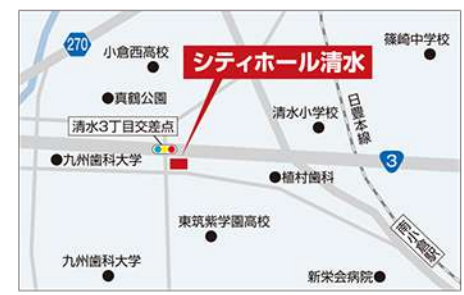 270
小倉西高校
篠崎中学校
シティホール清水
真鶴公園
清水小学校
日豊本線
清水3丁目交差点
九州歯科大学
3
植村歯科
東筑紫学園高校
南小倉駅
九州歯科大学
新栄会病院